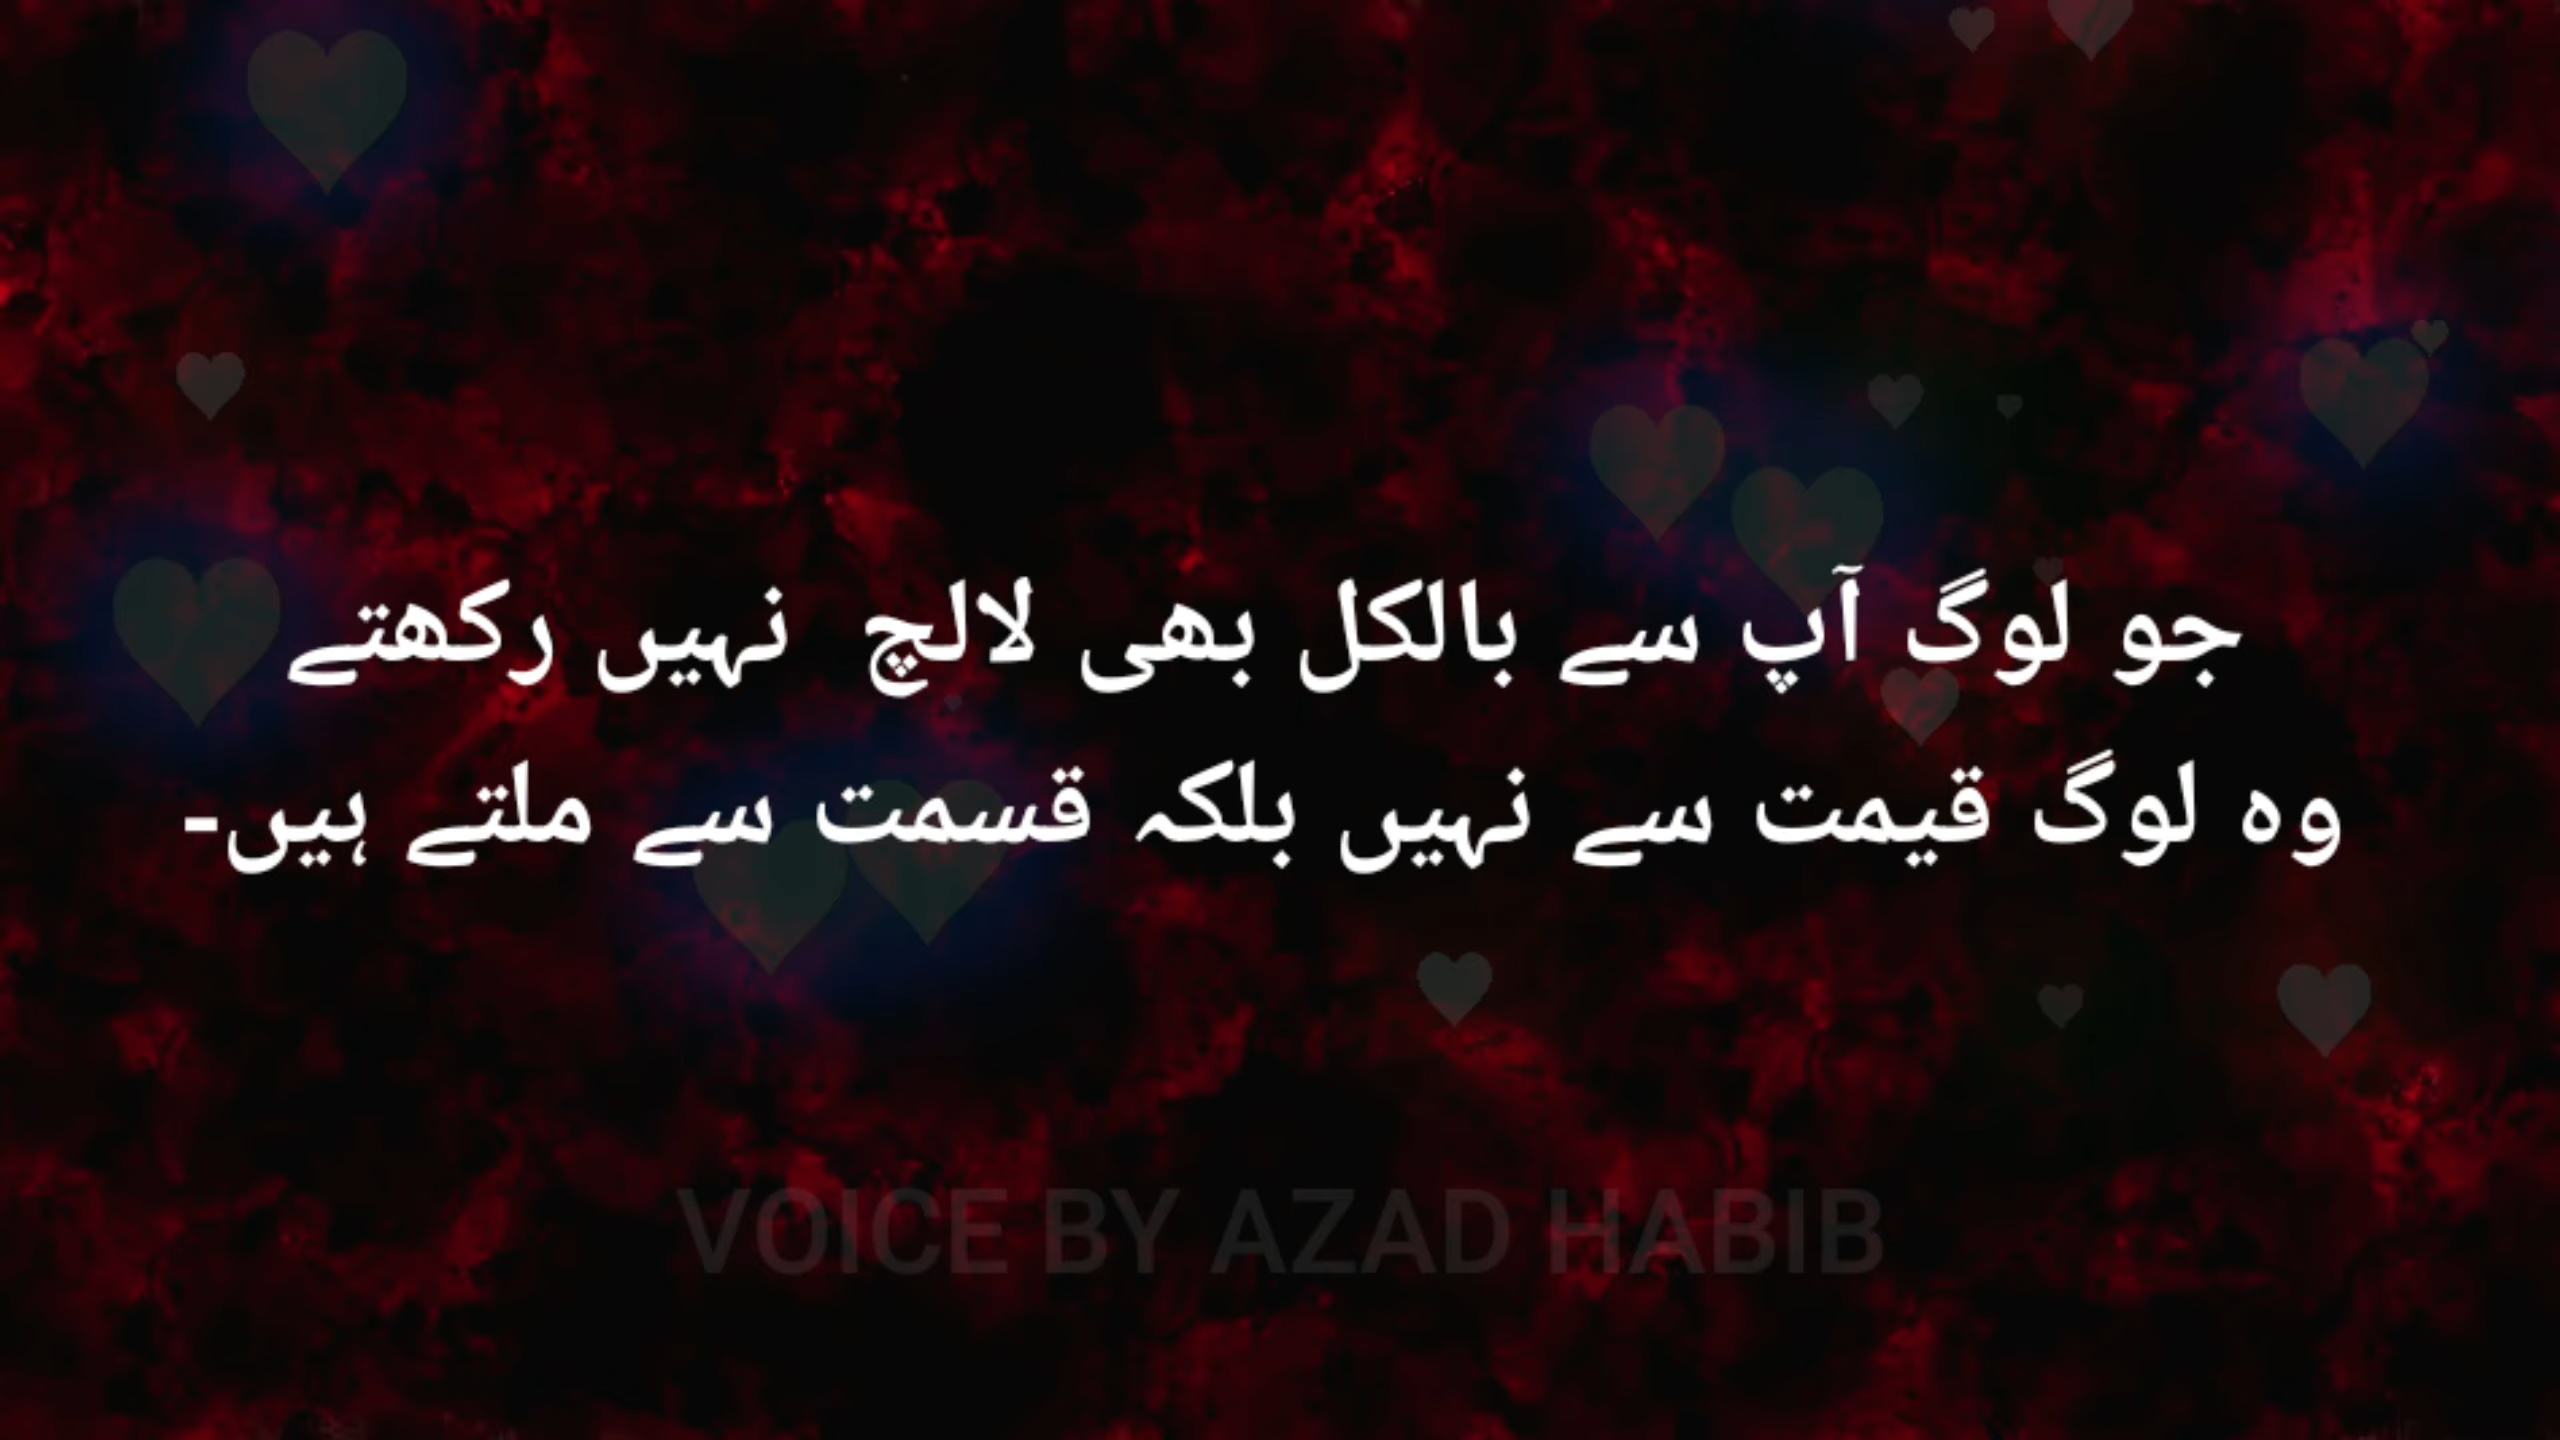 جو لوگ آپ سے بالکل بھی لالچ نہیں رکھتے
وہ لوگ قیمت سے نہیں بلکہ قسمت سے ملتے ہیں۔
VOICE BY AZAD HABIB